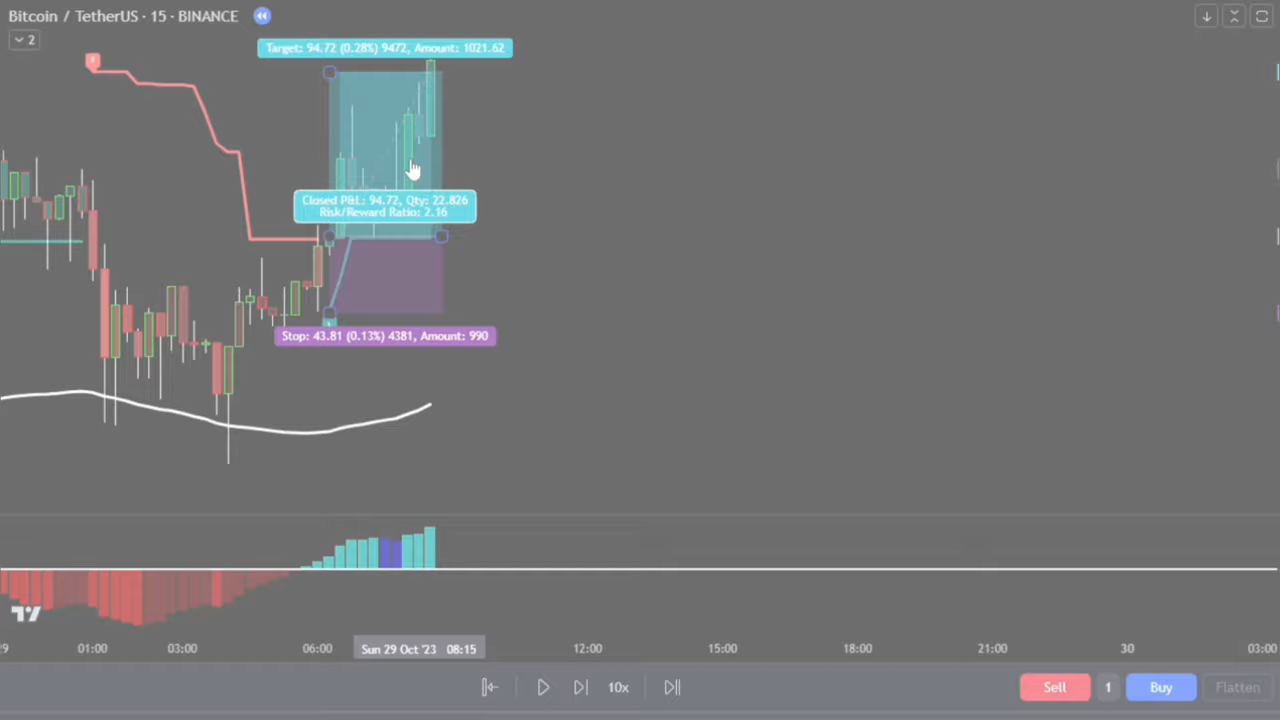 Bitcoin / TetherUS · 15 · BINANCE
2
Target: 94.72 (0.28%) 9472, Amount: 1021.62
Closed P&L: 94.72, Qty: 22.826
Risk/Reward Ratio: 2.16
Stop: 43.81 (0.13%) 4381, Amount: 990
29 01:00 03:00 06:00 Sun 29 Oct '23 08:15 12:00 15:00 18:00 21:00 30 03:00
10x Sell 1 Buy Flatten